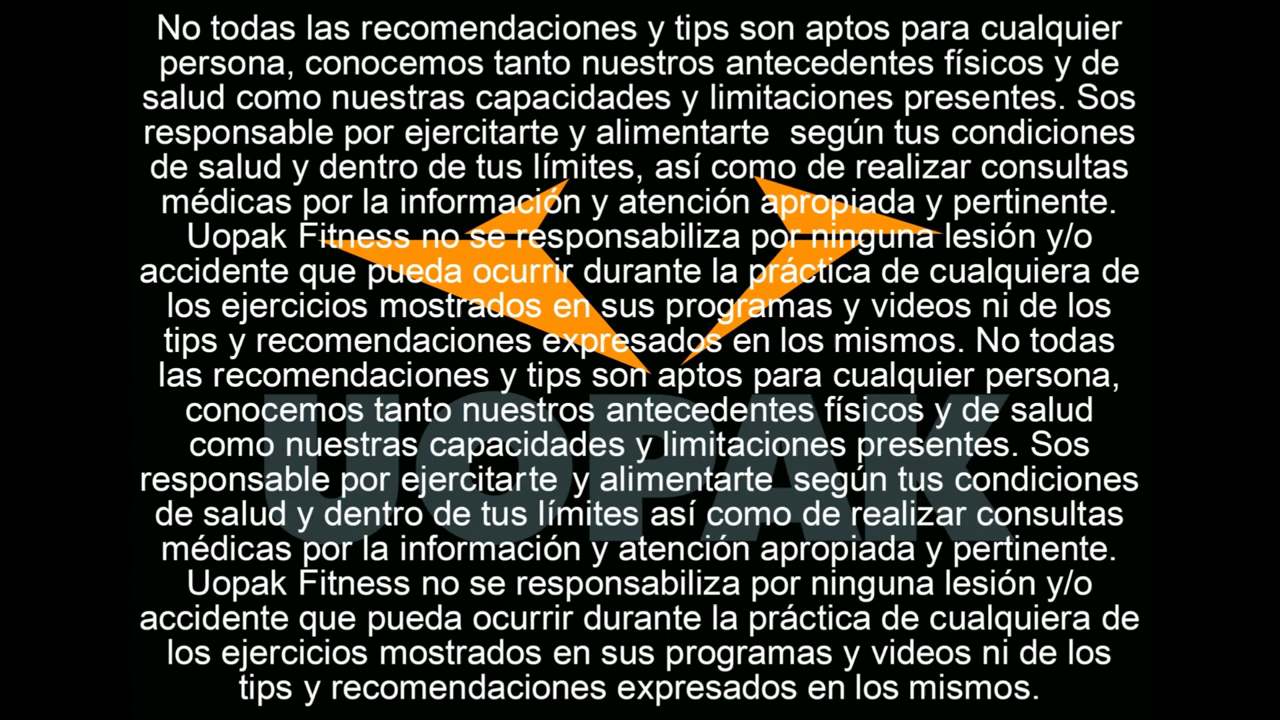 No todas las recomendaciones y tips son aptos para cualquier
persona, conocemos tanto nuestros antecedentes físicos y de
salud como nuestras capacidades y limitaciones presentes. Sos
responsable por ejercitarte y alimentarte  según tus condiciones
de salud y dentro de tus límites, así como de realizar consultas
médicas por la información y atención apropiada y pertinente.
Uopak Fitness no se responsabiliza por ninguna lesión y/o
accidente que pueda ocurrir durante la práctica de cualquiera de
los ejercicios mostrados en sus programas y videos ni de los
tips y recomendaciones expresados en los mismos. No todas
las recomendaciones y tips son aptos para cualquier persona,
conocemos tanto nuestros antecedentes físicos y de salud
como nuestras capacidades y limitaciones presentes. Sos
responsable por ejercitarte y alimentarte  según tus condiciones
de salud y dentro de tus límites así como de realizar consultas
médicas por la información y atención apropiada y pertinente.
Uopak Fitness no se responsabiliza por ninguna lesión y/o
accidente que pueda ocurrir durante la práctica de cualquiera de
los ejercicios mostrados en sus programas y videos ni de los
tips y recomendaciones expresados en los mismos.
UOPAK